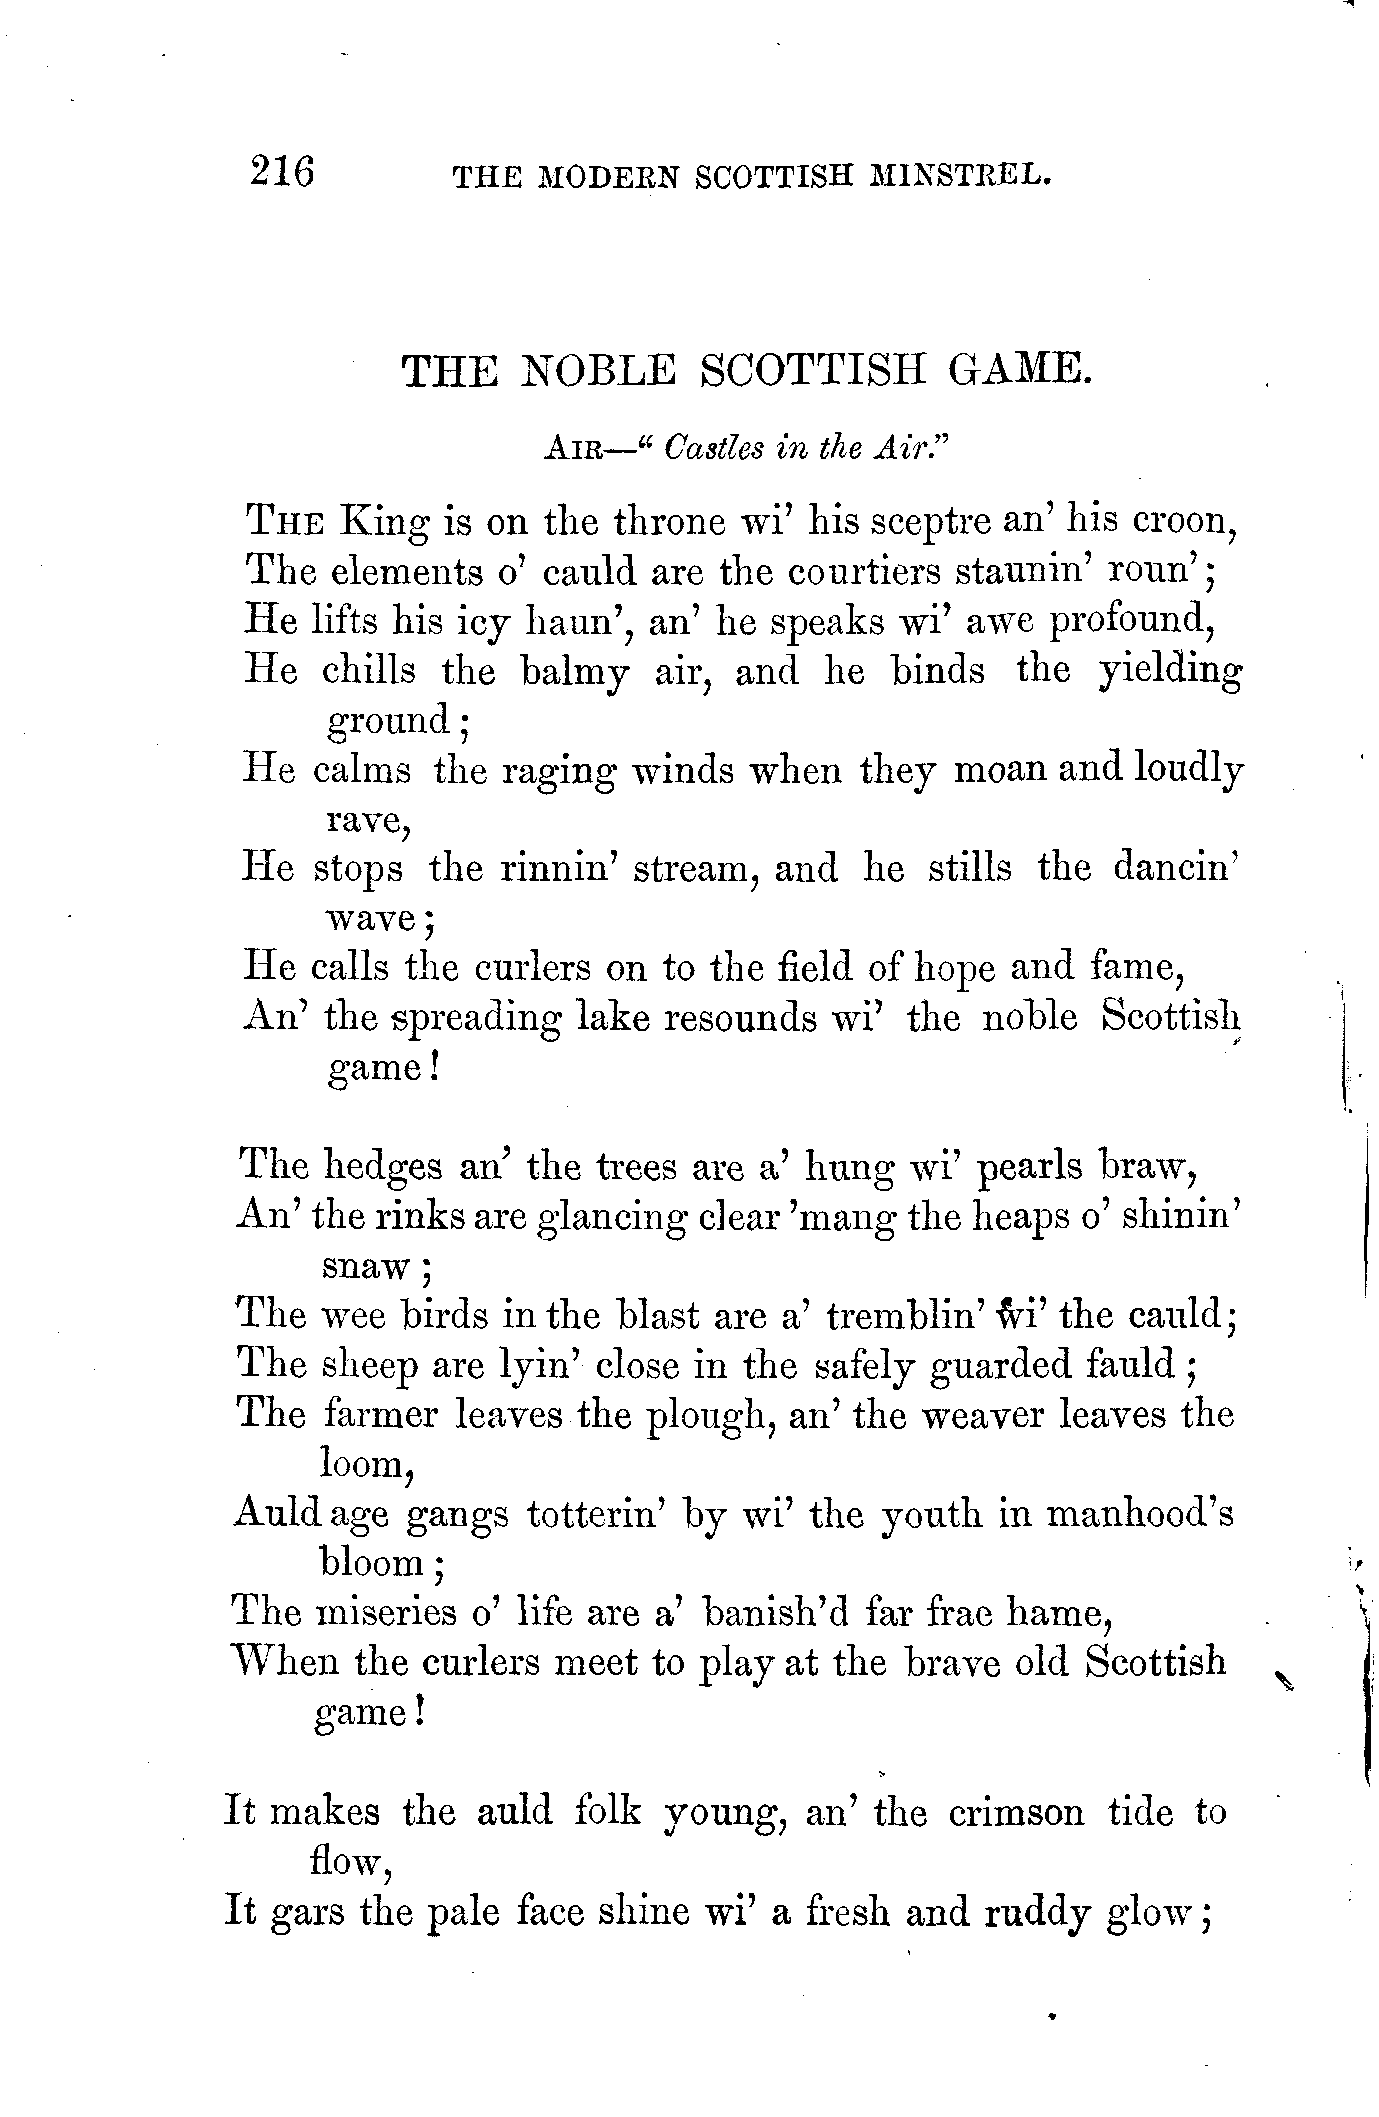 216 THE MODERN SCOTTISH MINSTREL.
THE NOBLE SCOTTISH GAME.
AIR—“ Castles in the Air.”
THE King is on the throne wi’ his sceptre an’ his croon,
The elements o’ cauld are the courtiers staunin’ roun’;
He lifts his icy haun’, an’ he speaks wi’ awe profound,
He chills the balmy air, and he binds the yielding
ground ;
He calms the raging winds when they moan and loudly
rave,
He stops the rinnin’ stream, and he stills the dancin’
wave ;
He calls the curlers on to the field of hope and fame,
An’ the spreading lake resounds wi’ the noble Scottish
game !
The hedges an’ the trees are a’ hung wi’ pearls braw,
An’ the rinks are glancing clear ’mang the heaps o’ shinin’
snaw ;
The wee birds in the blast are a’ tremblin’ wi’ the cauld;
The sheep are lyin’ close in the safely guarded fauld ;
The farmer leaves the plough, an’ the weaver leaves the
loom,
Auld age gangs totterin’ by wi’ the youth in manhood’s
bloom ;
The miseries o’ life are a’ banish’d far frae hame,
When the curlers meet to play at the brave old Scottish
game !
It makes the auld folk young, an’ the crimson tide to
flow,
It gars the pale face shine wi’ a fresh and ruddy glow ;